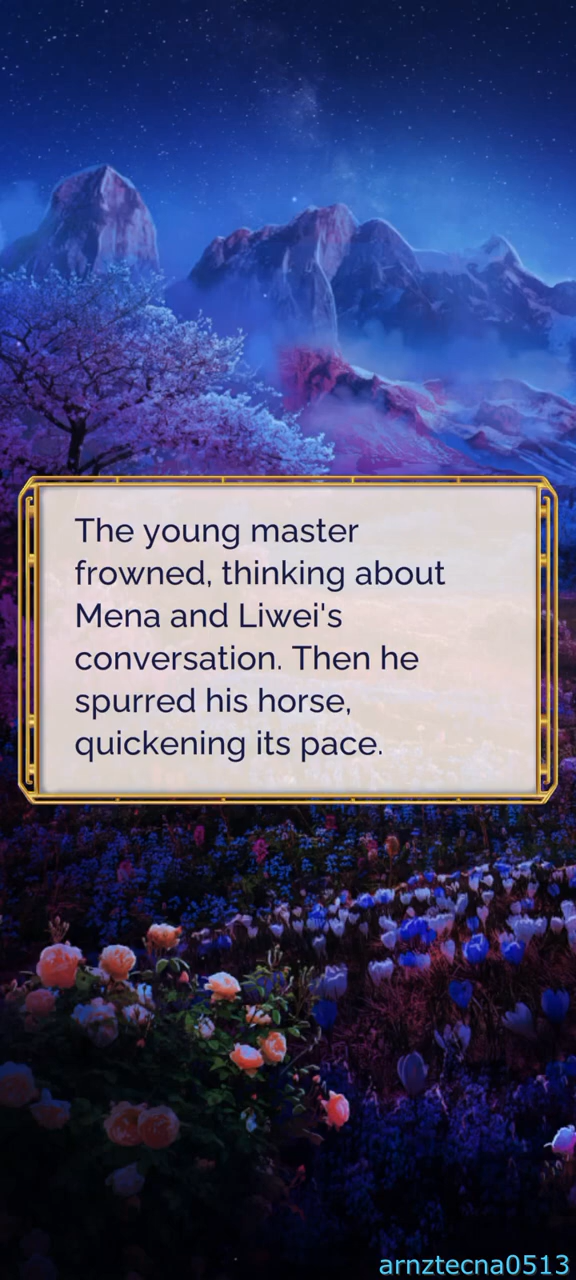 The young master
frowned, thinking about
Mena and Liwei's
conversation. Then he
spurred his horse,
quickening its pace.
arnztecna0513